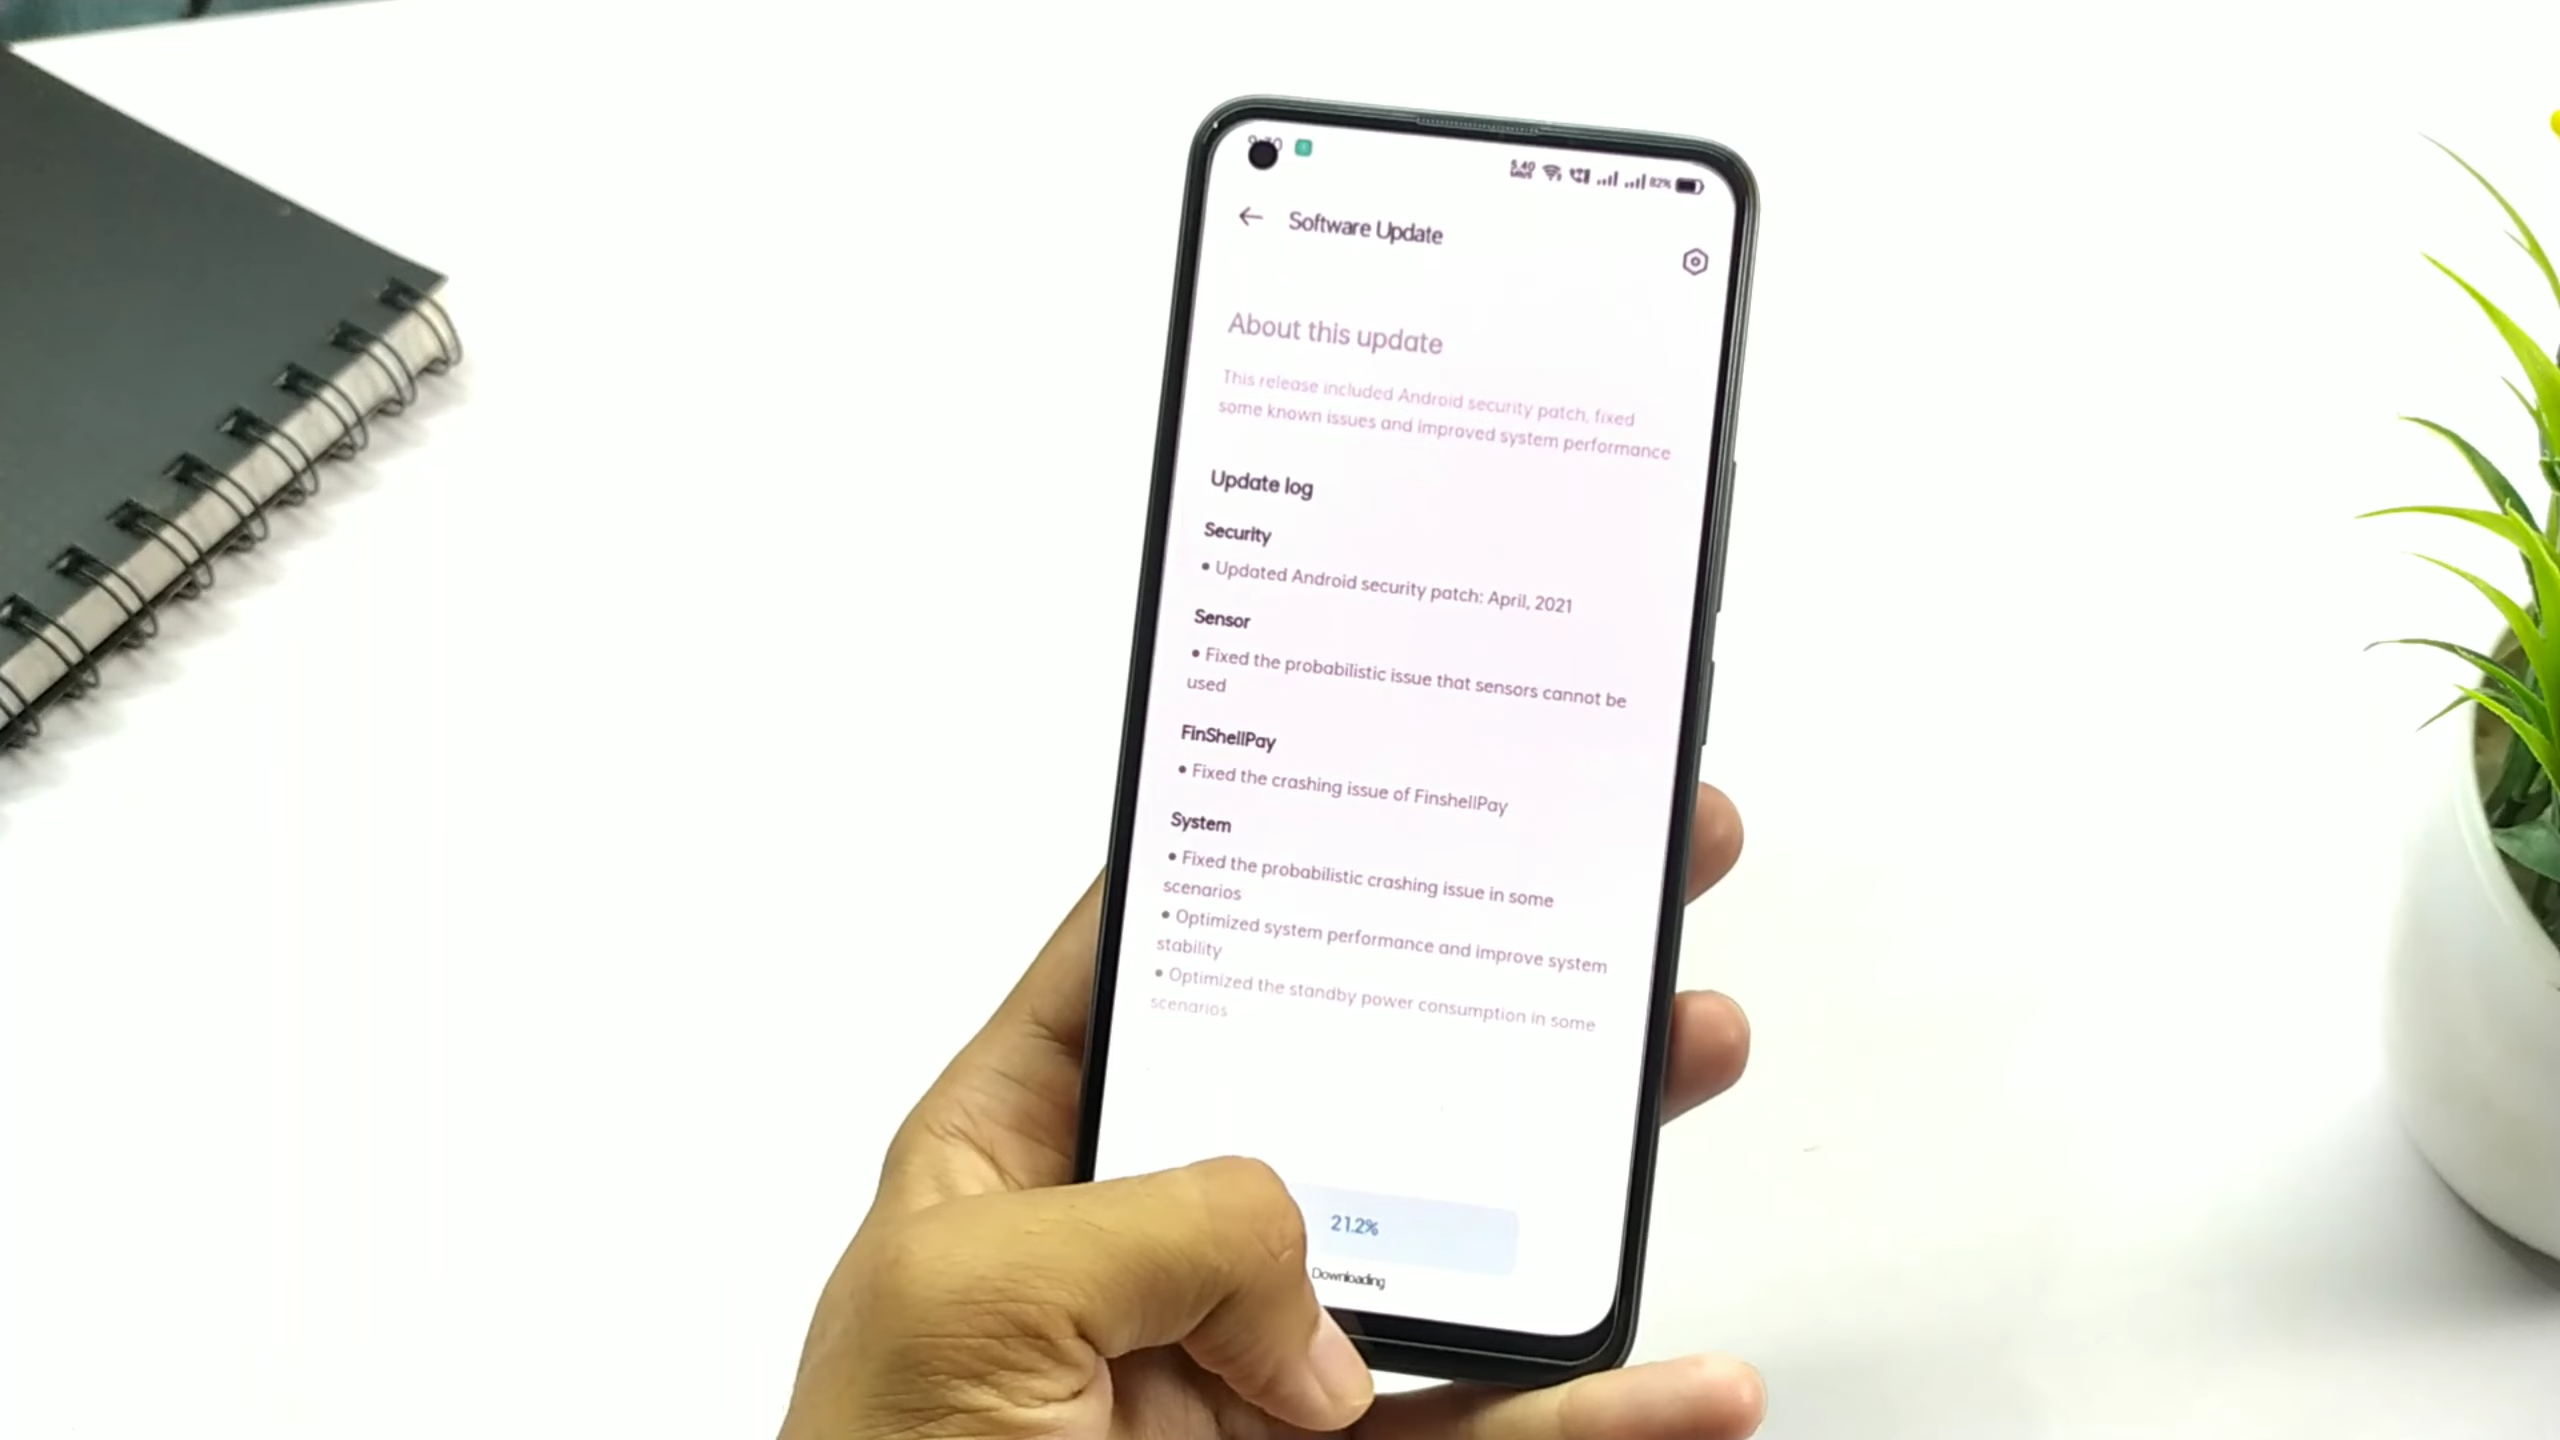 5.40
82%
Software Update
About this update
This release included Android security patch, fixed
some known issues and improved system performance
Update log
Security
• Updated Android security patch: April, 2021
Sensor
• Fixed the probabilistic issue that sensors cannot be
used
FinShellPay
• Fixed the crashing issue of FinshellPay
System
• Fixed the probabilistic crashing issue in some
scenarios
• Optimized system performance and improve system
stability
• Optimized the standby power consumption in some
scenarios
21.2%
Downloading